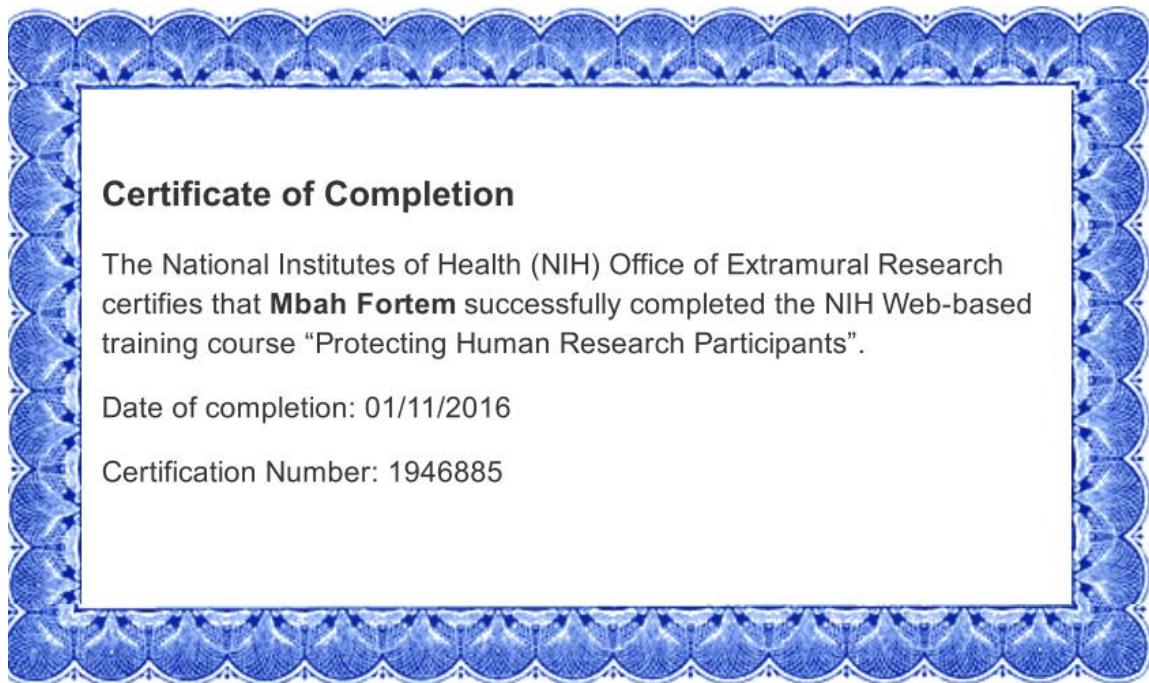 Certificate of Completion
The National Institutes of Health (NIH) Office of Extramural Research
certifies that Mbah Fortem successfully completed the NIH Web-based
training course “Protecting Human Research Participants”.
Date of completion: 01/11/2016
Certification Number: 1946885